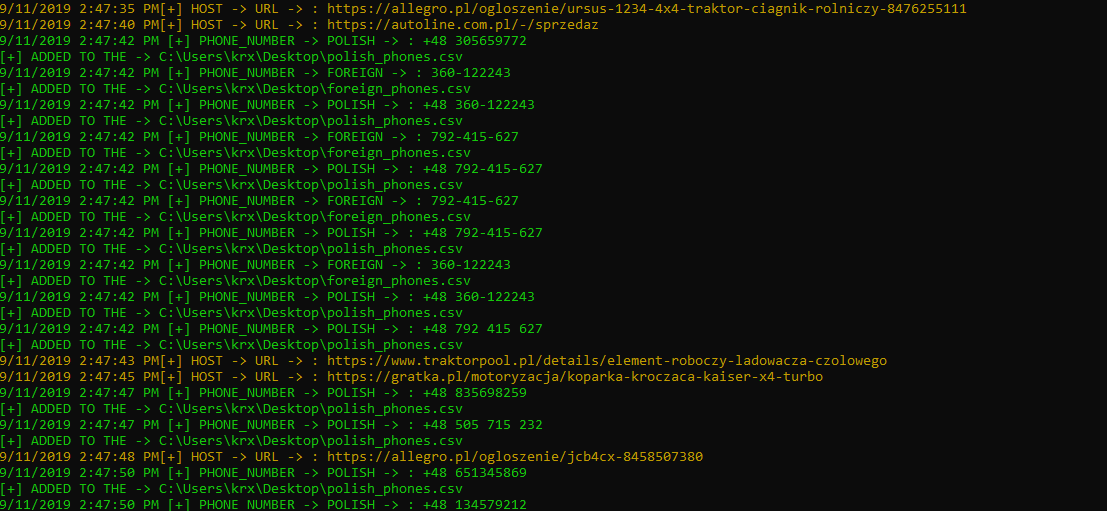 9/11/2019 2:47:35 PM[+] HOST -> URL -> : https://allegro.pl/ogloszenie/ursus-1234-4x4-traktor-ciagnik-rolniczy-8476255111
9/11/2019 2:47:40 PM[+] HOST -> URL -> : https://autoline.com.pl/-/sprzedaz
9/11/2019 2:47:42 PM [+] PHONE_NUMBER -> POLISH -> : +48 305659772
[+] ADDED TO THE -> C:\Users\krx\Desktop\polish_phones.csv
9/11/2019 2:47:42 PM [+] PHONE_NUMBER -> FOREIGN -> : 360-122243
[+] ADDED TO THE -> C:\Users\krx\Desktop\foreign_phones.csv
9/11/2019 2:47:42 PM [+] PHONE_NUMBER -> POLISH -> : +48 360-122243
[+] ADDED TO THE -> C:\Users\krx\Desktop\polish_phones.csv
9/11/2019 2:47:42 PM [+] PHONE_NUMBER -> FOREIGN -> : 792-415-627
[+] ADDED TO THE -> C:\Users\krx\Desktop\foreign_phones.csv
9/11/2019 2:47:42 PM [+] PHONE_NUMBER -> POLISH -> : +48 792-415-627
[+] ADDED TO THE -> C:\Users\krx\Desktop\polish_phones.csv
9/11/2019 2:47:42 PM [+] PHONE_NUMBER -> FOREIGN -> : 792-415-627
[+] ADDED TO THE -> C:\Users\krx\Desktop\foreign_phones.csv
9/11/2019 2:47:42 PM [+] PHONE_NUMBER -> POLISH -> : +48 792-415-627
[+] ADDED TO THE -> C:\Users\krx\Desktop\polish_phones.csv
9/11/2019 2:47:42 PM [+] PHONE_NUMBER -> FOREIGN -> : 360-122243
[+] ADDED TO THE -> C:\Users\krx\Desktop\foreign_phones.csv
9/11/2019 2:47:42 PM [+] PHONE_NUMBER -> POLISH -> : +48 360-122243
[+] ADDED TO THE -> C:\Users\krx\Desktop\polish_phones.csv
9/11/2019 2:47:42 PM [+] PHONE_NUMBER -> POLISH -> : +48 792 415 627
[+] ADDED TO THE -> C:\Users\krx\Desktop\polish_phones.csv
9/11/2019 2:47:43 PM[+] HOST -> URL -> : https://www.traktorpool.pl/details/element-roboczy-ladowacza-czolowego
9/11/2019 2:47:45 PM[+] HOST -> URL -> : https://gratka.pl/motoryzacja/koparka-kroczaca-kaiser-x4-turbo
9/11/2019 2:47:47 PM [+] PHONE_NUMBER -> POLISH -> : +48 835698259
[+] ADDED TO THE -> C:\Users\krx\Desktop\polish_phones.csv
9/11/2019 2:47:47 PM [+] PHONE_NUMBER -> POLISH -> : +48 505 715 232
[+] ADDED TO THE -> C:\Users\krx\Desktop\polish_phones.csv
9/11/2019 2:47:48 PM[+] HOST -> URL -> : https://allegro.pl/ogloszenie/jcb4cx-8458507380
9/11/2019 2:47:50 PM [+] PHONE_NUMBER -> POLISH -> : +48 651345869
[+] ADDED TO THE -> C:\Users\krx\Desktop\polish_phones.csv
9/11/2019 2:47:50 PM [+] PHONE_NUMBER -> POLISH -> : +48 134579212